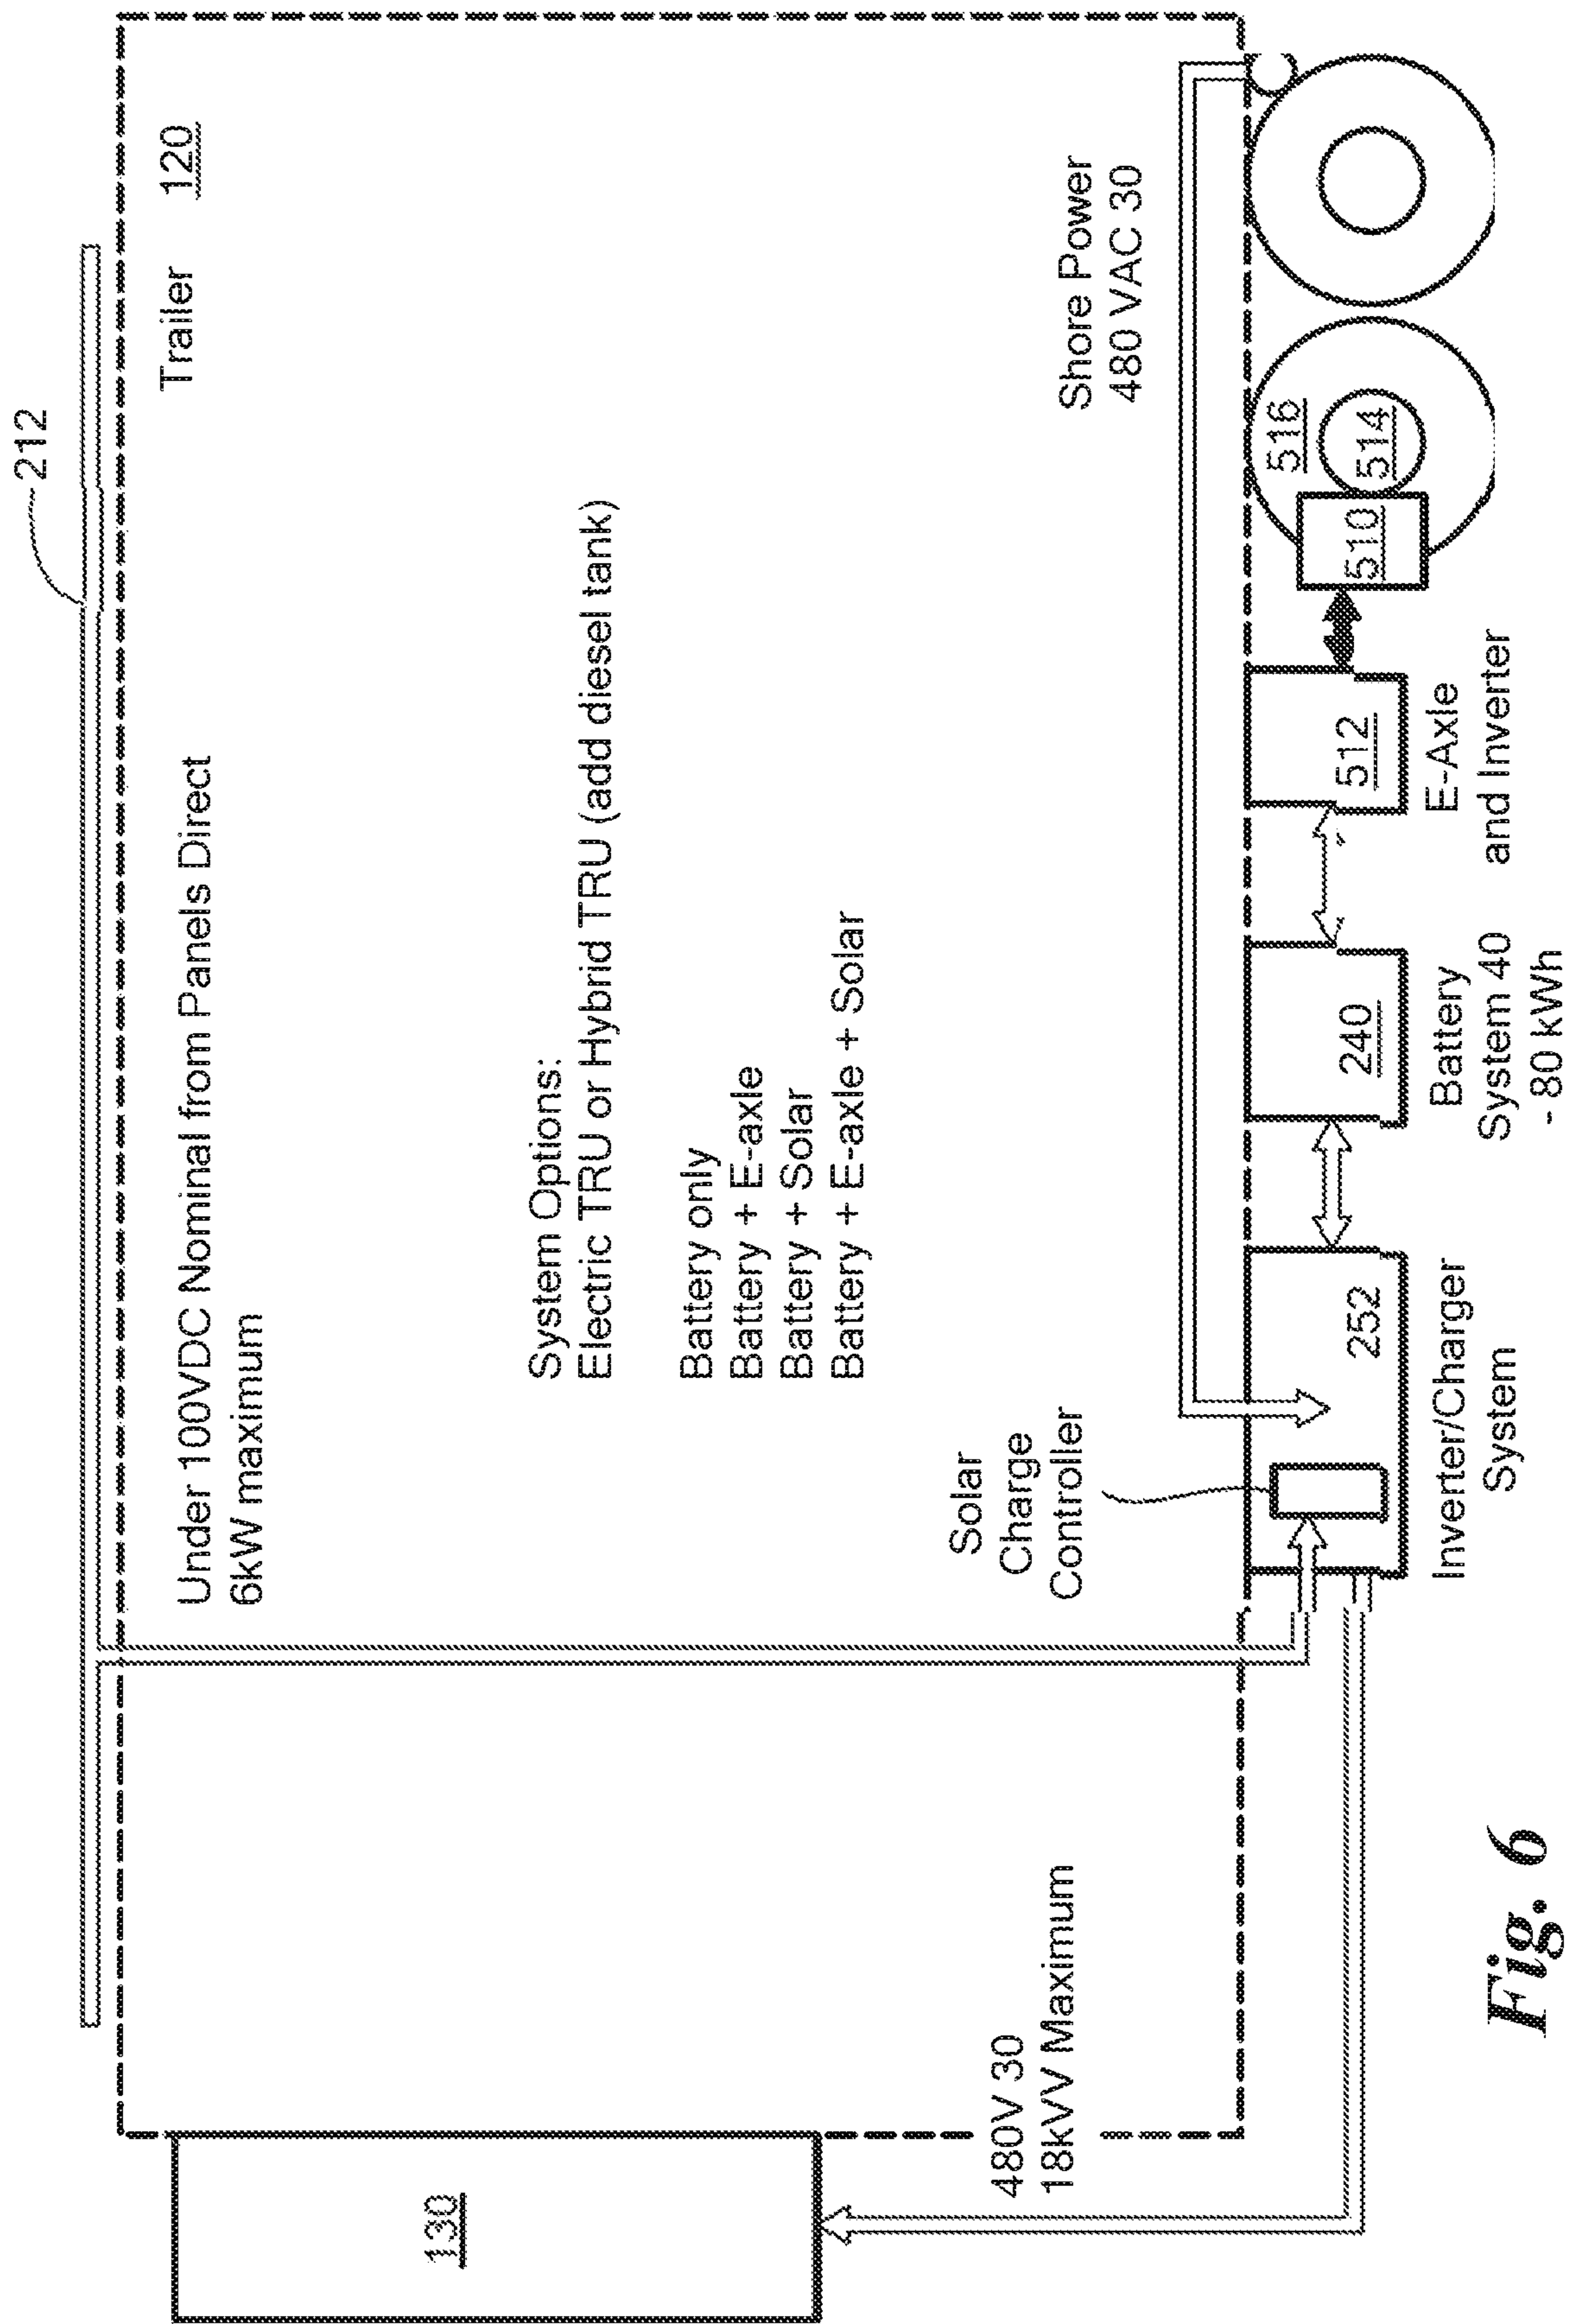 212
Trailer 120
Under 100VDC Nominal from Panels Direct
6kW maximum
System Options:
Electric TRU or Hybrid TRU (add diesel tank)
Battery only
Battery + E-axle
Battery + Solar
Battery + E-axle + Solar
130
480V 30
18kVV Maximum
Solar
Charge
Controller
Shore Power
480 VAC 30
252
240
512
510
514
516
Inverter/Charger
System
Battery
System 40
- 80 kWh
E-Axle
and Inverter
Fig. 6